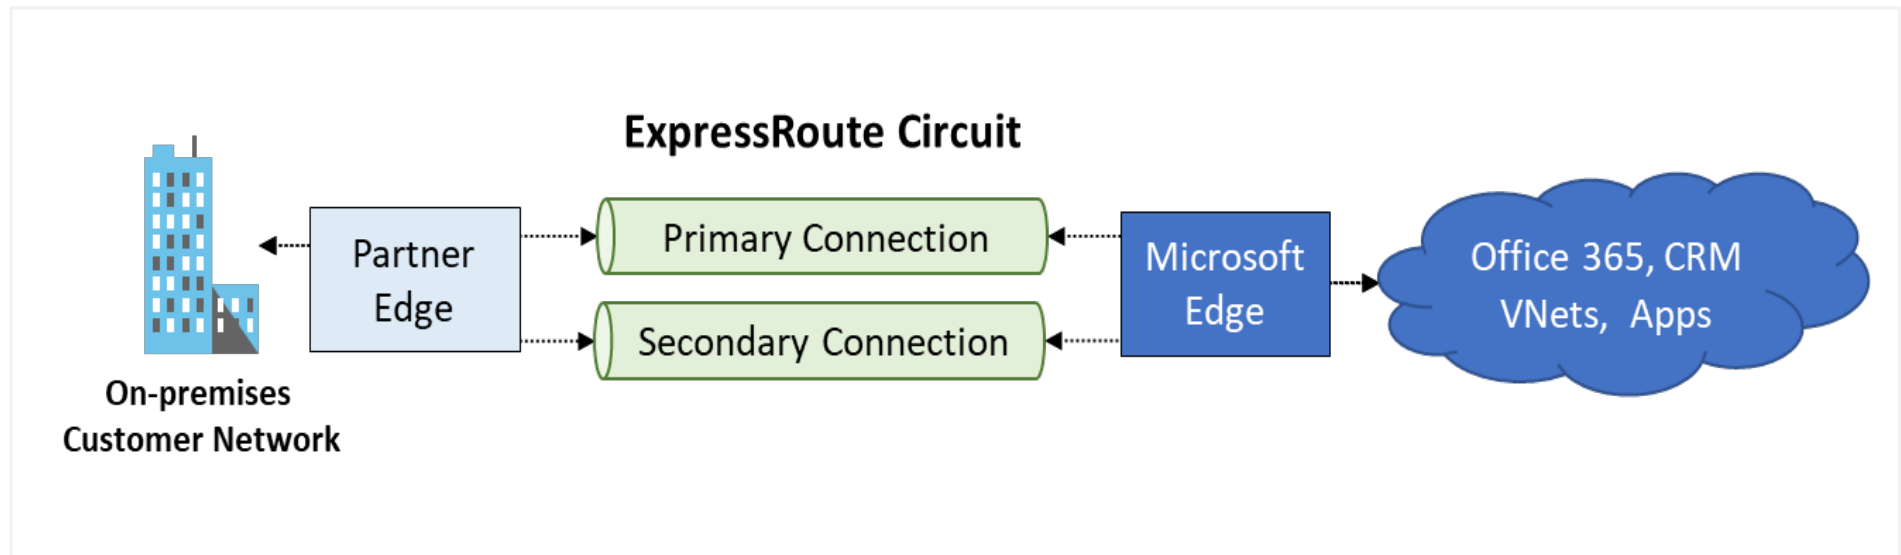 ExpressRoute Circuit
Partner
Edge
Primary Connection
Secondary Connection
Microsoft
Edge
Office 365, CRM
VNets, Apps
On-premises
Customer Network